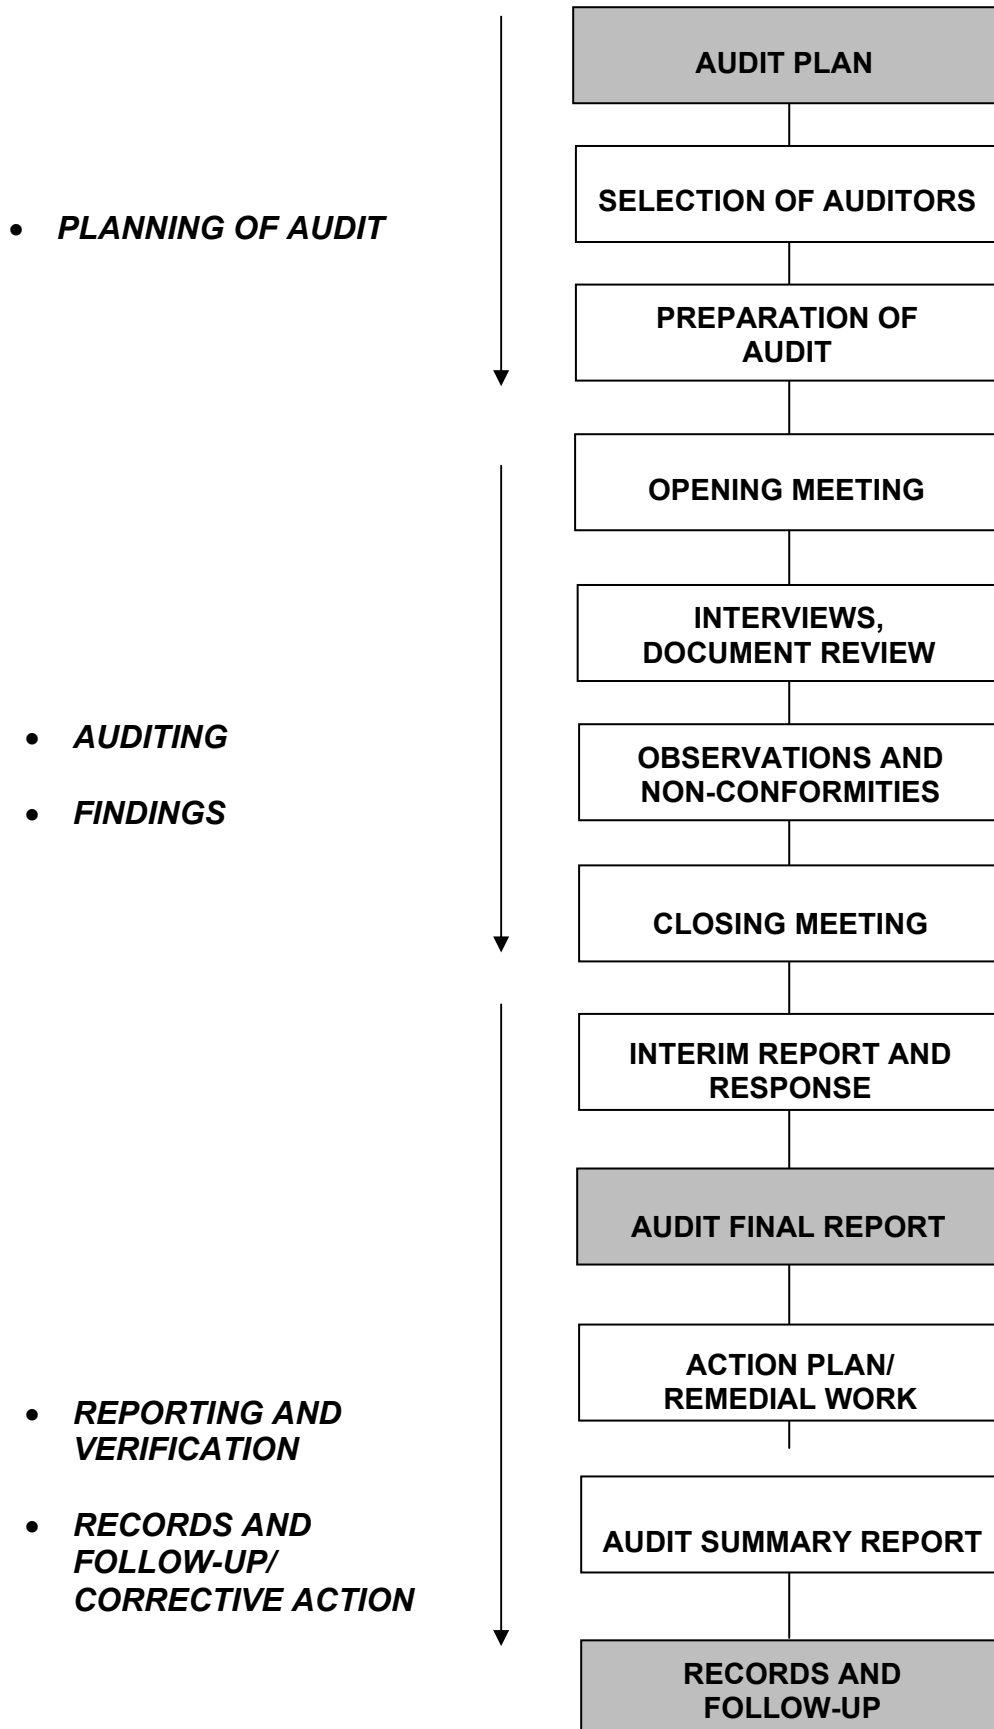 AUDIT PLAN
SELECTION OF AUDITORS
• PLANNING OF AUDIT
PREPARATION OF
AUDIT
OPENING MEETING
INTERVIEWS,
DOCUMENT REVIEW
• AUDITING
• FINDINGS
OBSERVATIONS AND
NON-CONFORMITIES
CLOSING MEETING
INTERIM REPORT AND
RESPONSE
AUDIT FINAL REPORT
ACTION PLAN/
REMEDIAL WORK
• REPORTING AND
VERIFICATION
• RECORDS AND
FOLLOW-UP/
CORRECTIVE ACTION
AUDIT SUMMARY REPORT
RECORDS AND
FOLLOW-UP